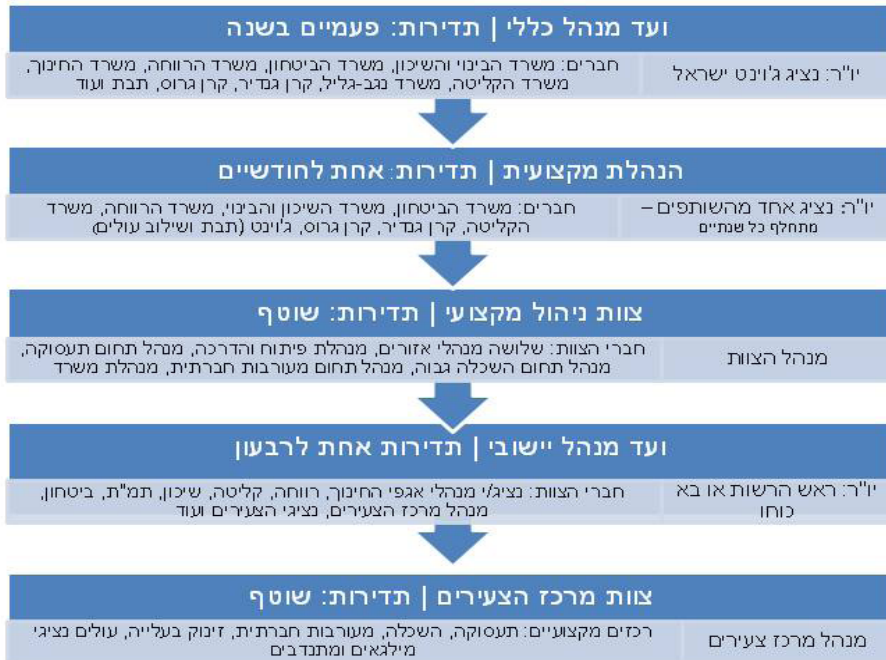 ועד מנהל כללי | תדירות: פעמיים בשנה
יו"ר: נציג ג'וינט ישראל
חברים: משרד הבינוי והשיכון, משרד הביטחון, משרד הרווחה, משרד החינוך,
משרד הקליטה, משרד נגב-גליל, קרן גנדיר, קרן גרוס, תבת ועוד
הנהלת מקצועית | תדירות: אחת לחודשיים
יו"ר: נציג אחד מהשותפים –
מתחלף כל שנתיים
חברים: משרד הביטחון, משרד השיכון והבינוי, משרד הרווחה, משרד
הקליטה, קרן גנדיר, קרן גרוס, ג'וינט (תבת ושילוב עולים)
צוות ניהול מקצועי | תדירות: שוטף
מנהל הצוות
חברי הצוות: שלושה מנהלי אזורים, מנהלת פיתוח והדרכה, מנהל תחום תעסוקה,
מנהל תחום השכלה גבוה, מנהל תחום מעורבות חברתית, מנהלת משרד
ועד מנהל יישובי | תדירות אחת לרבעון
יו"ר: ראש הרשות או בא
כוחו
חברי הצוות: נציג/י מנהלי אגפי החינוך, רווחה, קליטה, שיכון, תמ"ת, ביטחון,
מנהל מרכז הצעירים, נציגי הצעירים ועוד
צוות מרכז הצעירים | תדירות: שוטף
מנהל מרכז צעירים
רכזים מקצועיים: תעסוקה, השכלה, מעורבות חברתית, זינוק בעלייה, עולים נציגי
מילגאים ומתנדבים